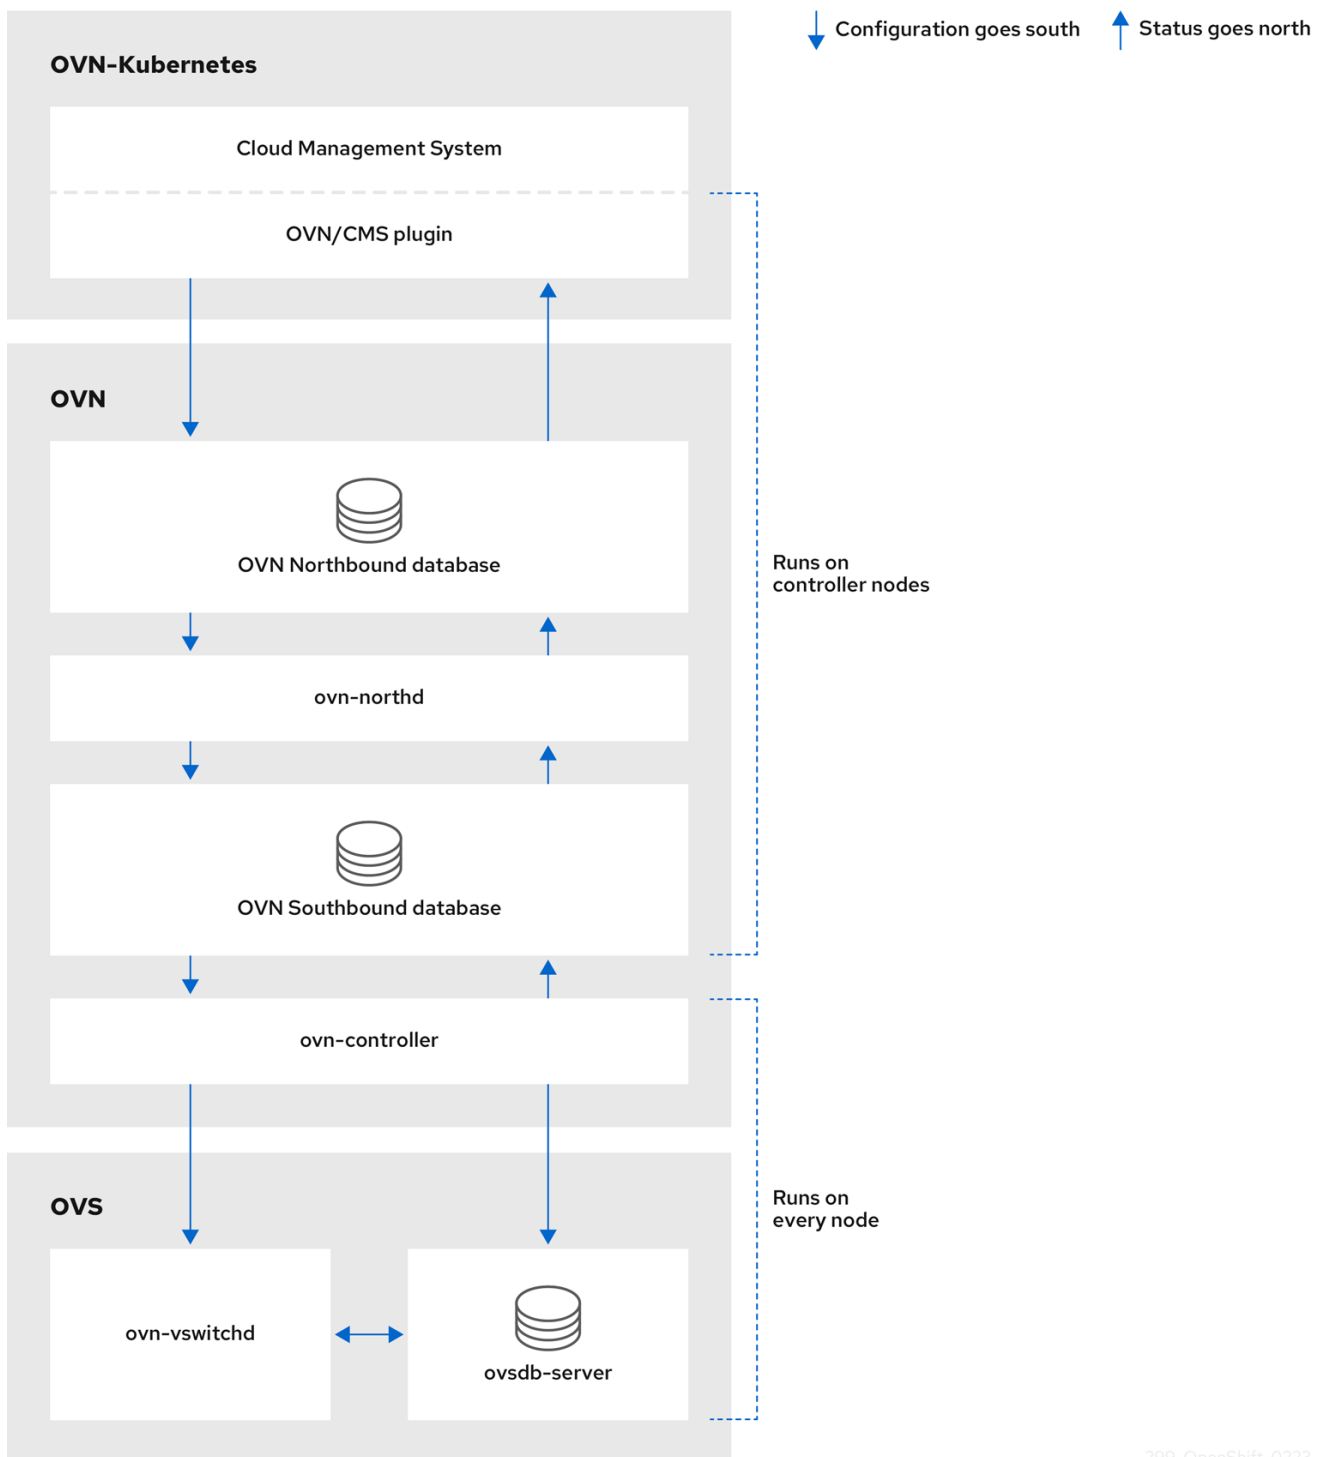 Configuration goes south
Status goes north
OVN-Kubernetes
Cloud Management System
OVN/CMS plugin
OVN
OVN Northbound database
Runs on
controller nodes
ovn-northd
OVN Southbound database
ovn-controller
OVS
Runs on
every node
ovn-vswitchd
ovsdb-server